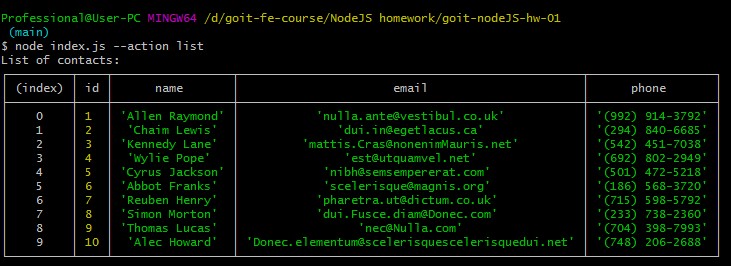 Professional@User-PC MINGW64 /d/goit-fe-course/NodeJS homework/goit-nodeJS-hw-01
(main)
$ node index.js --action list
List of contacts:
(index) id name email phone
0 1 'Allen Raymond' 'nulla.ante@vestibul.co.uk' '(992) 914-3792'
1 2 'Chaim Lewis' 'dui.in@egetlacus.ca' '(294) 840-6685'
2 3 'Kennedy Lane' 'mattis.Cras@nonenimMauris.net' '(542) 451-7038'
3 4 'Wylie Pope' 'est@utquamvel.net' '(692) 802-2949'
4 5 'Cyrus Jackson' 'nibh@semsempererat.com' '(501) 472-5218'
5 6 'Abbot Franks' 'scelerisque@magnis.org' '(186) 568-3720'
6 7 'Reuben Henry' 'pharetra.ut@dictum.co.uk' '(715) 598-5792'
7 8 'Simon Morton' 'dui.Fusce.diam@Donec.com' '(233) 738-2360'
8 9 'Thomas Lucas' 'nec@Nulla.com' '(704) 398-7993'
9 10 'Alec Howard' 'Donec.elementum@scelerisquescelerisquedui.net' '(748) 206-2688'